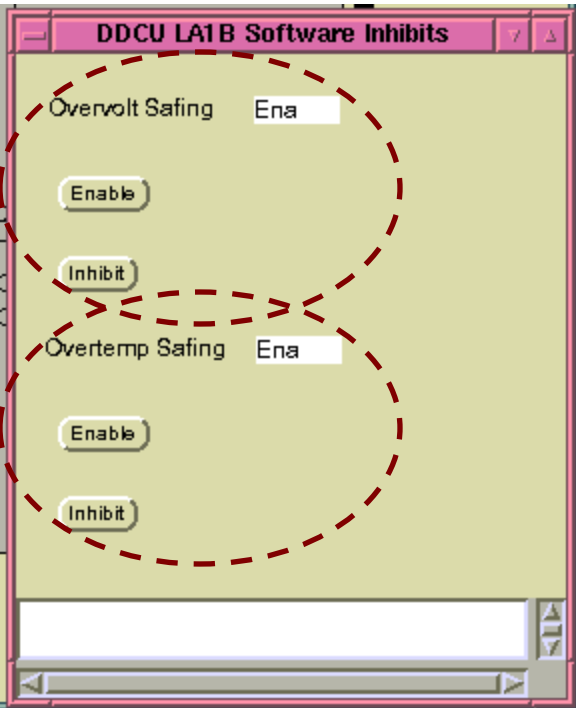 DDCU LA1B Software Inhibits
Overvolt Safing Ena
Enable
Inhibit
Overtemp Safing Ena
Enable
Inhibit